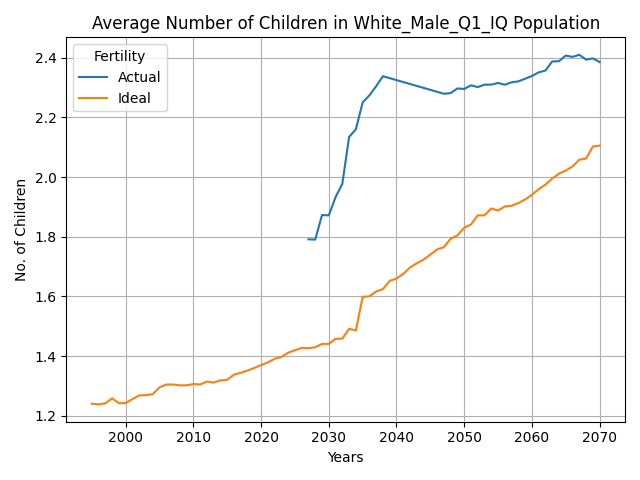 Average Number of Children in White_Male_Q1_IQ Population
Fertility
Actual
Ideal
No. of Children
2.4
2.2
2.0
1.8
1.6
1.4
1.2
2000 2010 2020 2030 2040 2050 2060 2070
Years